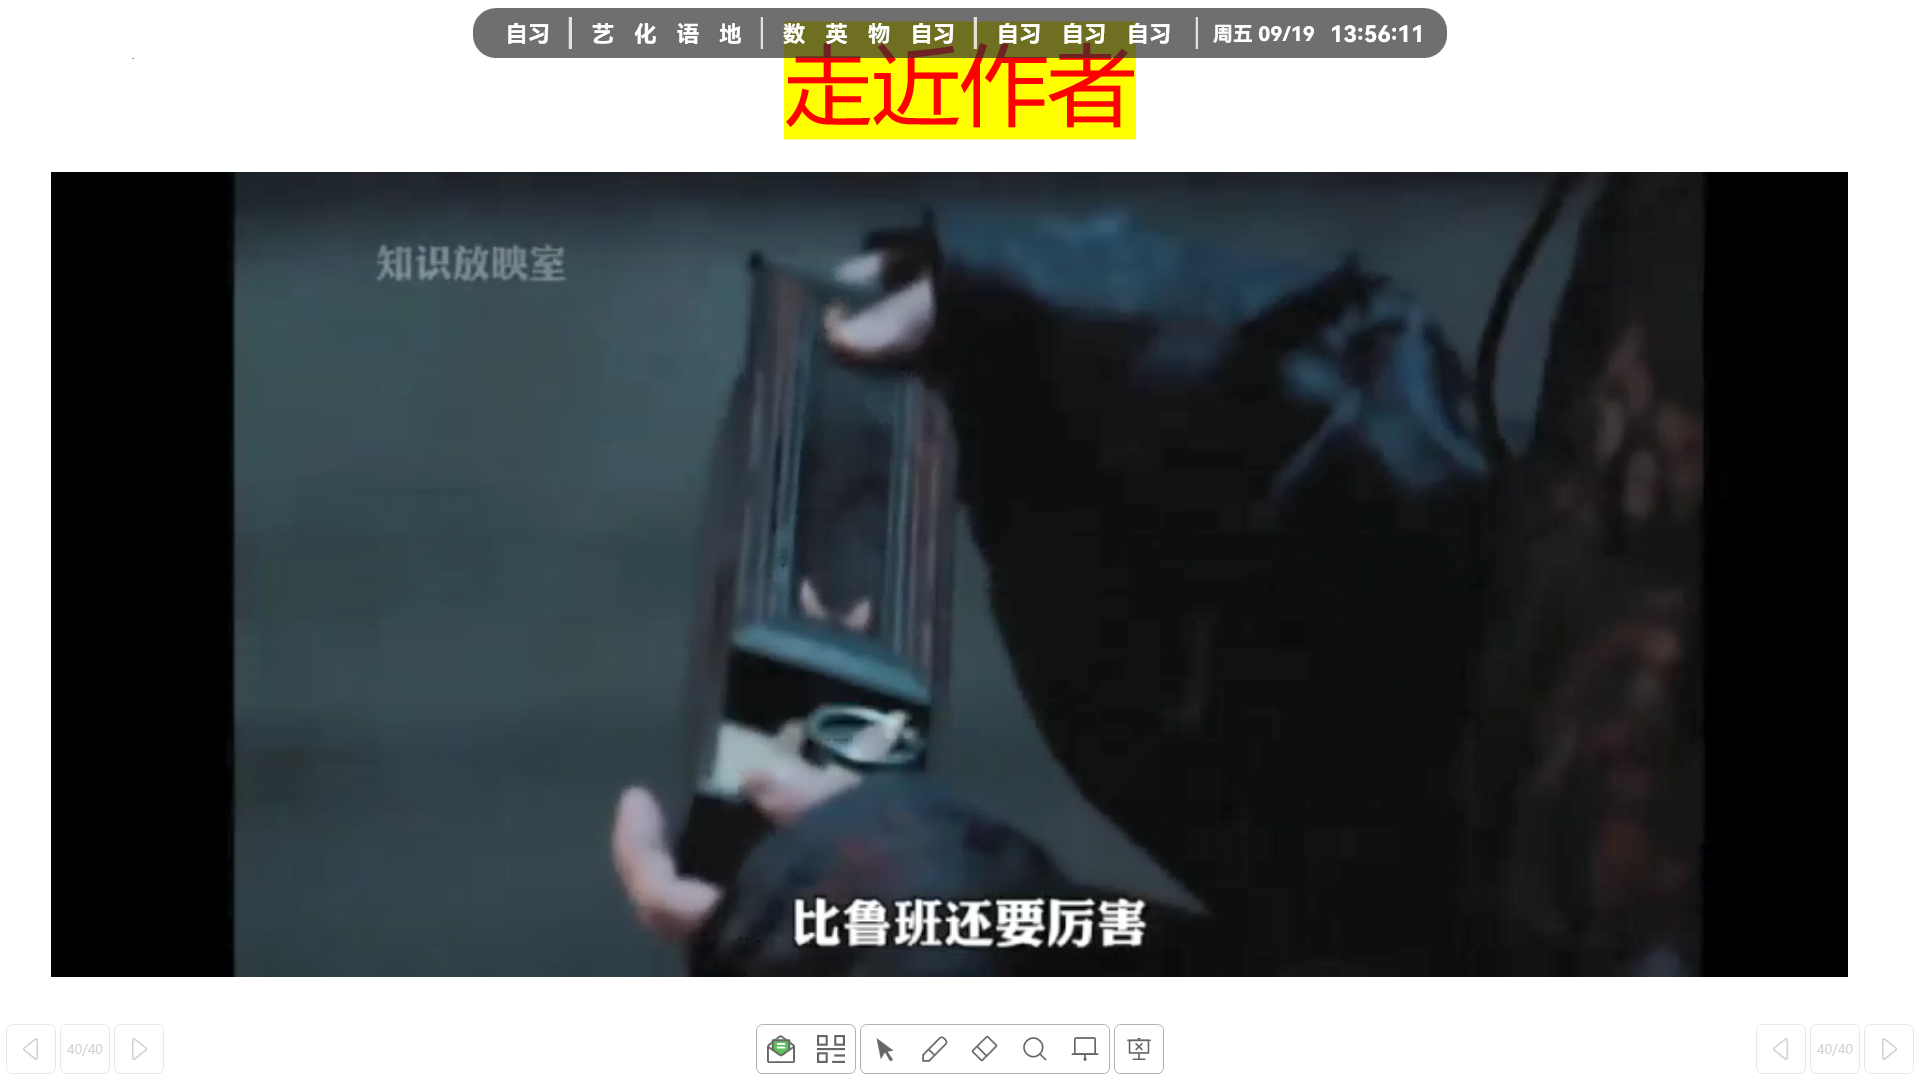 自习 | 艺 化 语 地 | 数 英 物 自习 | 自习 自习 自习 | 周五 09/19 13:56:11
走近作者
知识放映室
比鲁班还要厉害
40/40
40/40